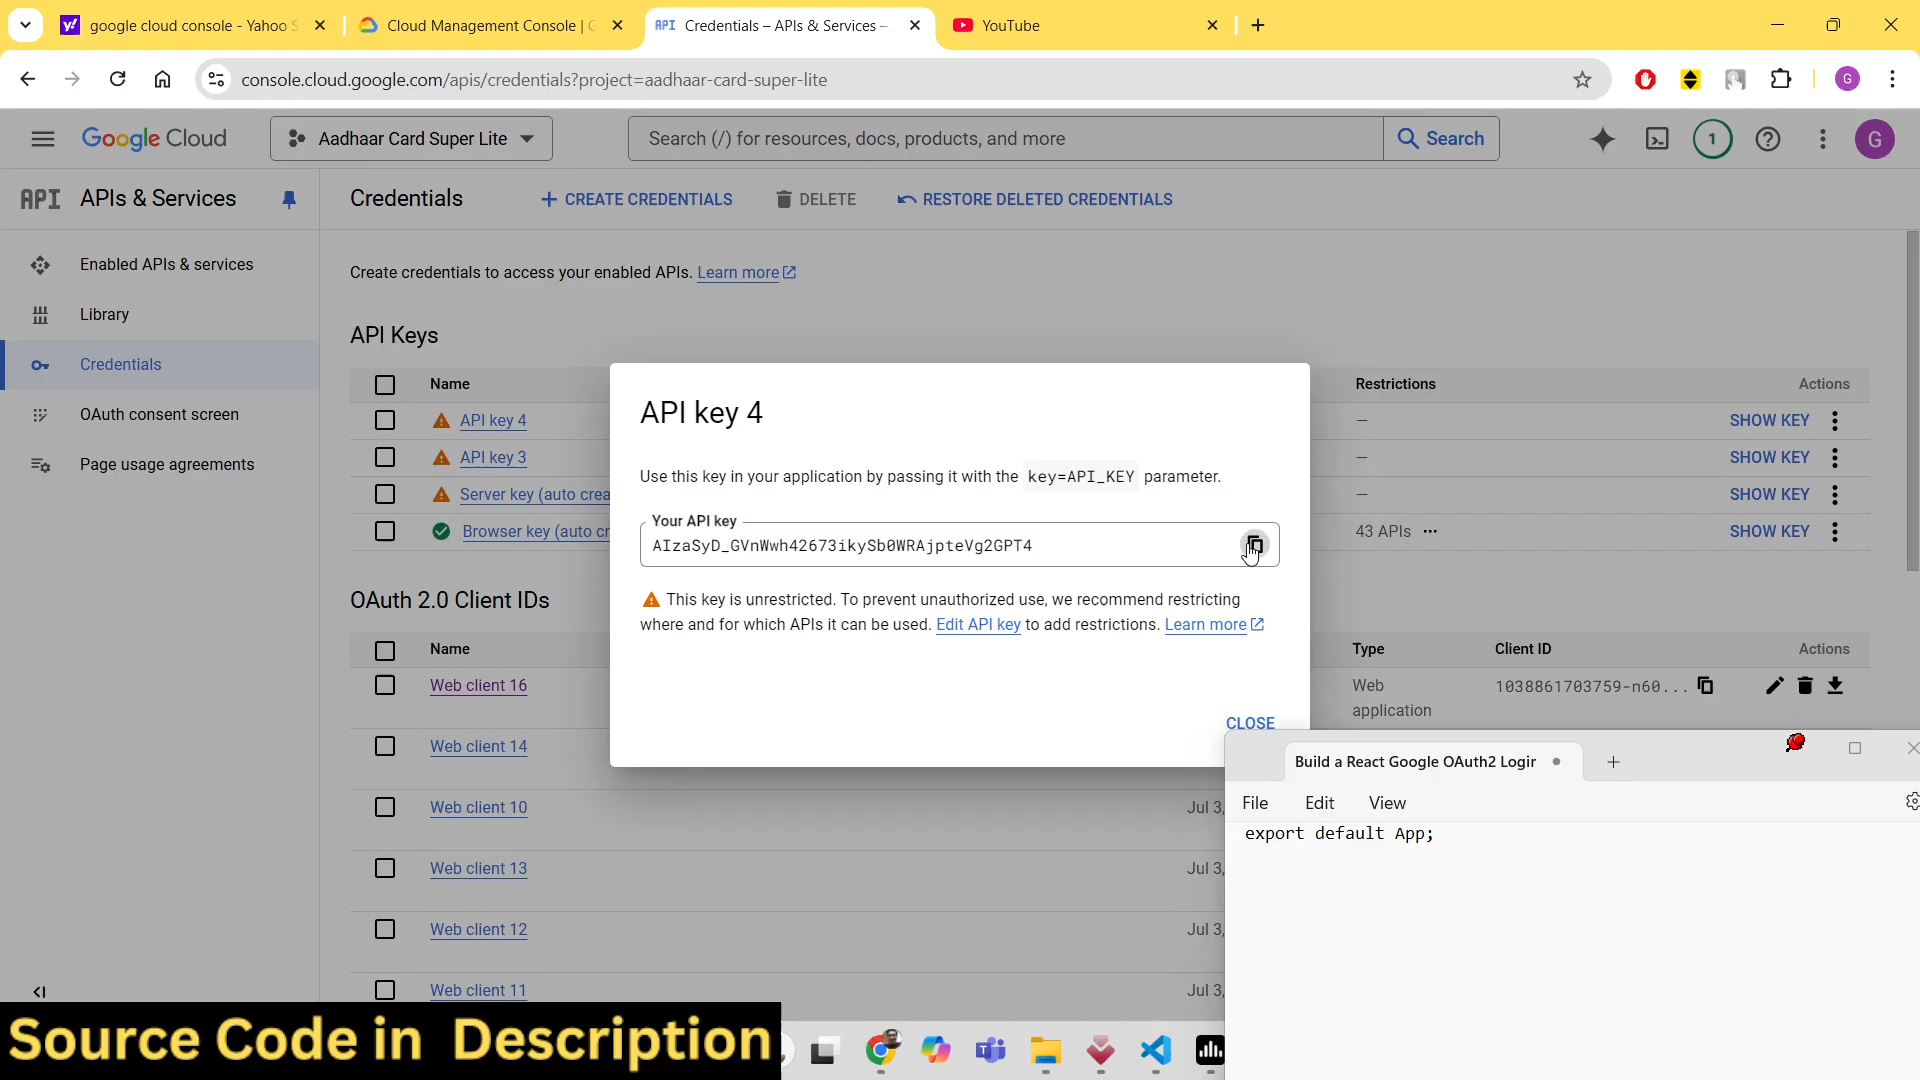 google cloud console - Yahoo S
Cloud Management Console | G
API Credentials – APIs & Services –
YouTube
console.cloud.google.com/apis/credentials?project=aadhaar-card-super-lite
G
Google Cloud
Aadhaar Card Super Lite
Search (/) for resources, docs, products, and more
Search
1
G
API APIs & Services
Credentials
CREATE CREDENTIALS
DELETE
RESTORE DELETED CREDENTIALS
Enabled APIs & services
Library
Credentials
OAuth consent screen
Page usage agreements
Create credentials to access your enabled APIs. Learn more
API Keys
Name
Restrictions
Actions
API key 4
–
SHOW KEY
API key 3
–
SHOW KEY
Server key (auto crea
–
SHOW KEY
Browser key (auto cr
43 APIs
SHOW KEY
API key 4
Use this key in your application by passing it with the key=API_KEY parameter.
Your API key
AIzaSyD_GVnWwh42673ikySb0WRAjpteVg2GPT4
This key is unrestricted. To prevent unauthorized use, we recommend restricting
where and for which APIs it can be used. Edit API key to add restrictions. Learn more
CLOSE
OAuth 2.0 Client IDs
Name
Type
Client ID
Actions
Web client 16
Web
application
1038861703759-n60...
Web client 14
Web client 10
Jul 3,
Web client 13
Jul 3,
Web client 12
Jul 3,
Web client 11
Jul 3,
Build a React Google OAuth2 Login
File
Edit
View
export default App;
Source Code in Description